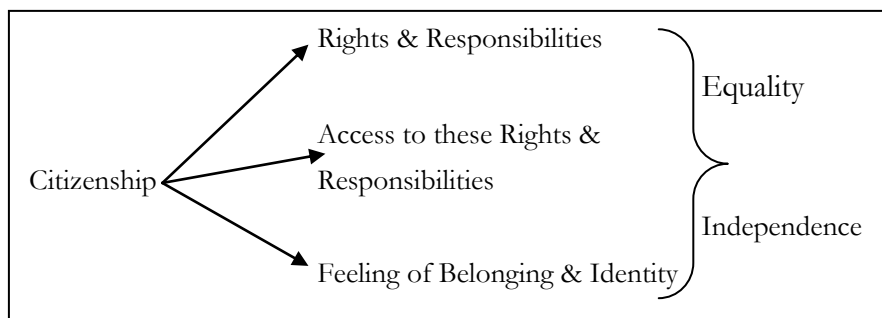 Rights & Responsibilities
Equality
Access to these Rights &
Responsibilities
Citizenship
Independence
Feeling of Belonging & Identity